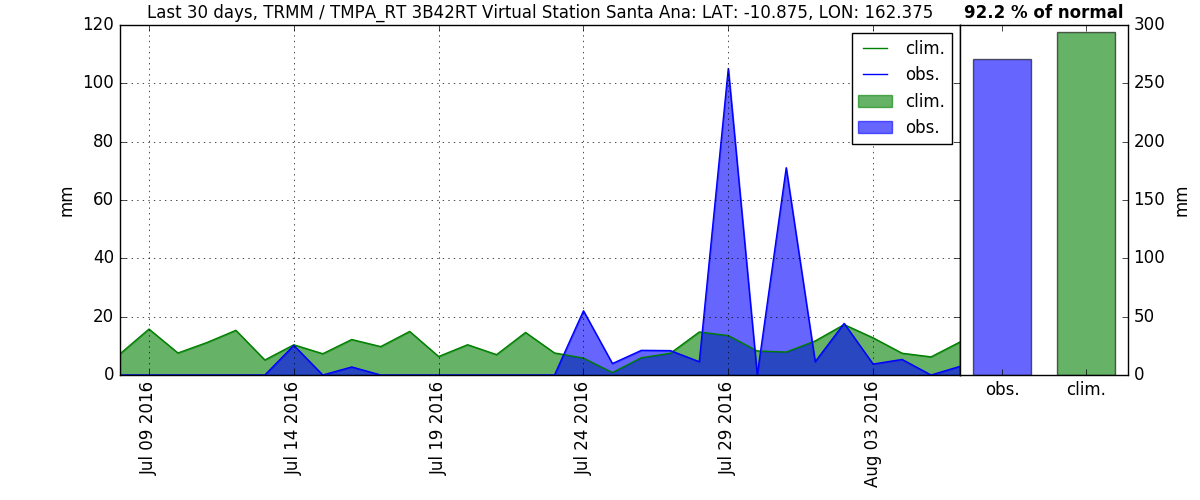 Last 30 days, TRMM / TMPA_RT 3B42RT Virtual Station Santa Ana: LAT: -10.875, LON: 162.375
92.2 % of normal
120
100
80
60
40
20
0
mm
clim.
obs.
clim.
obs.
Jul 09 2016
Jul 14 2016
Jul 19 2016
Jul 24 2016
Jul 29 2016
Aug 03 2016
300
250
200
150
100
50
0
mm
obs.
clim.